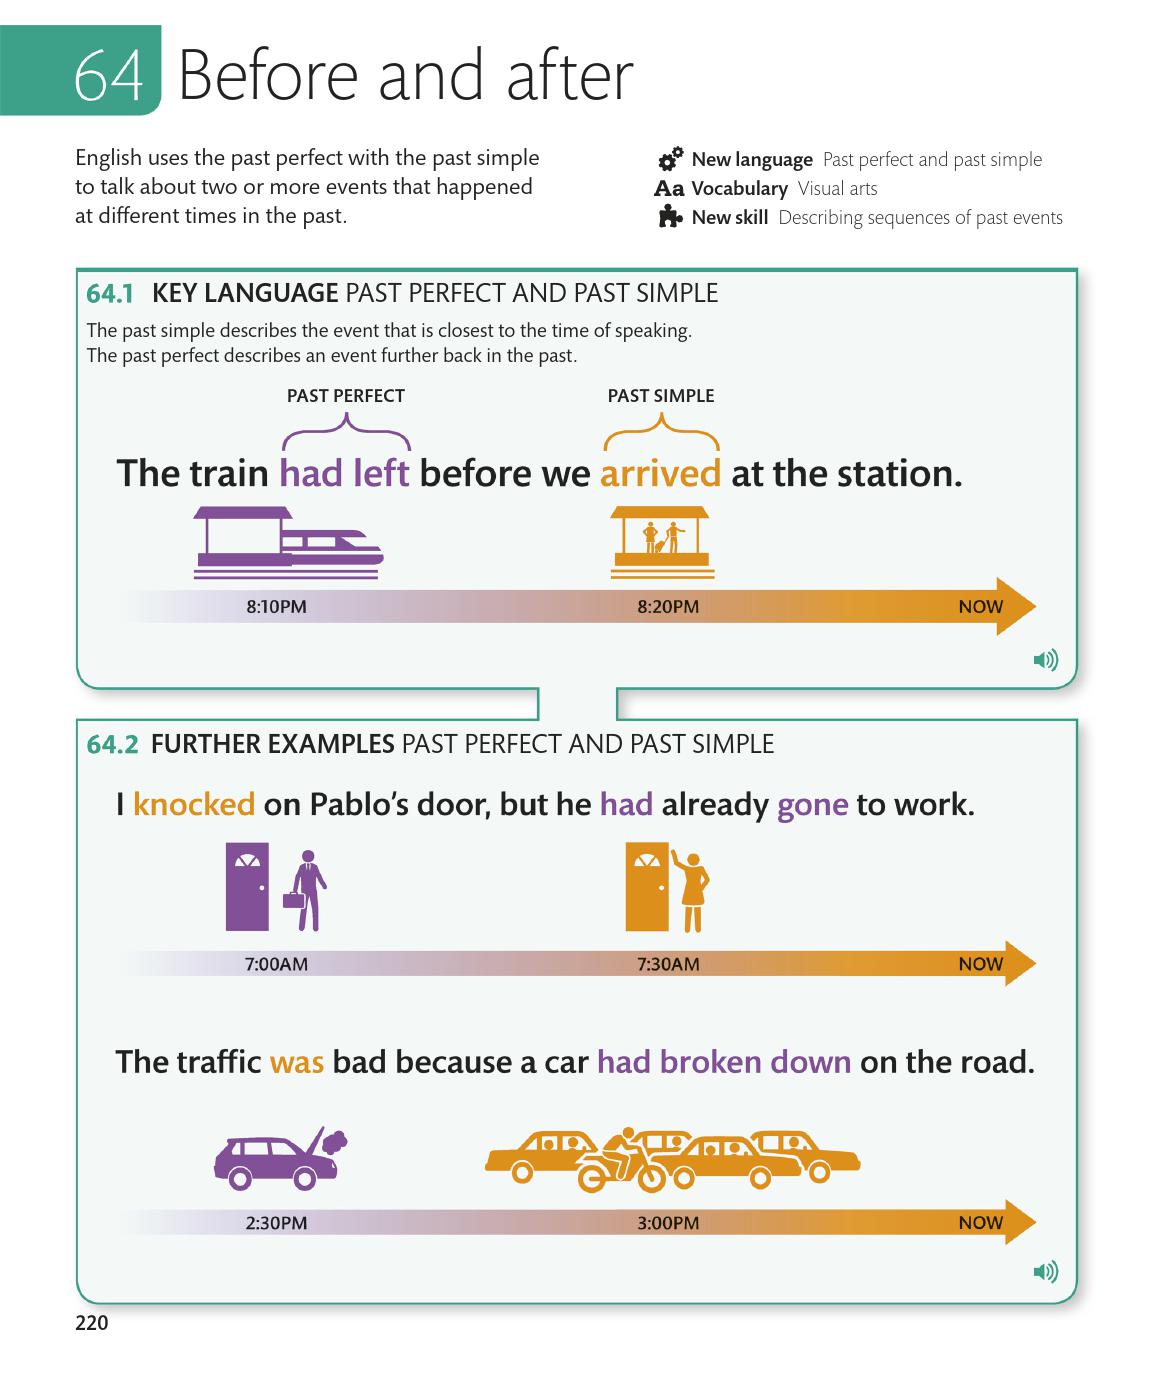 64 Before and after
English uses the past perfect with the past simple
to talk about two or more events that happened
at different times in the past.
New language Past perfect and past simple
Aa Vocabulary Visual arts
New skill Describing sequences of past events
64.1 KEY LANGUAGE PAST PERFECT AND PAST SIMPLE
The past simple describes the event that is closest to the time of speaking.
The past perfect describes an event further back in the past.
PAST PERFECT PAST SIMPLE
The train had left before we arrived at the station.
8:10PM 8:20PM NOW
64.2 FURTHER EXAMPLES PAST PERFECT AND PAST SIMPLE
I knocked on Pablo’s door, but he had already gone to work.
7:00AM 7:30AM NOW
The traffic was bad because a car had broken down on the road.
2:30PM 3:00PM NOW
220